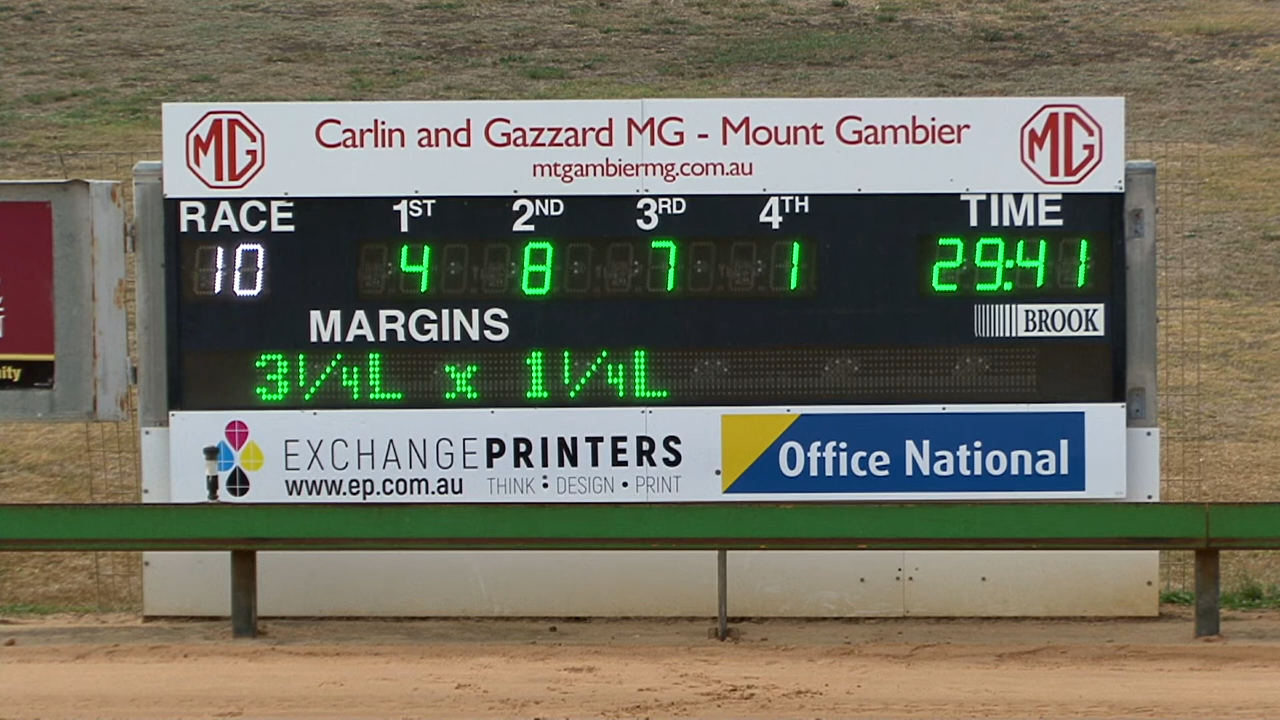 MG Carlin and Gazzard MG - Mount Gambier MG
mtgambiermg.com.au
RACE 1ST 2ND 3RD 4TH TIME
10 4 8 7 1 29:41
MARGINS BROOK
3¼L x 1¼L
EXCHANGEPRINTERS
www.ep.com.au THINK : DESIGN • PRINT
Office National